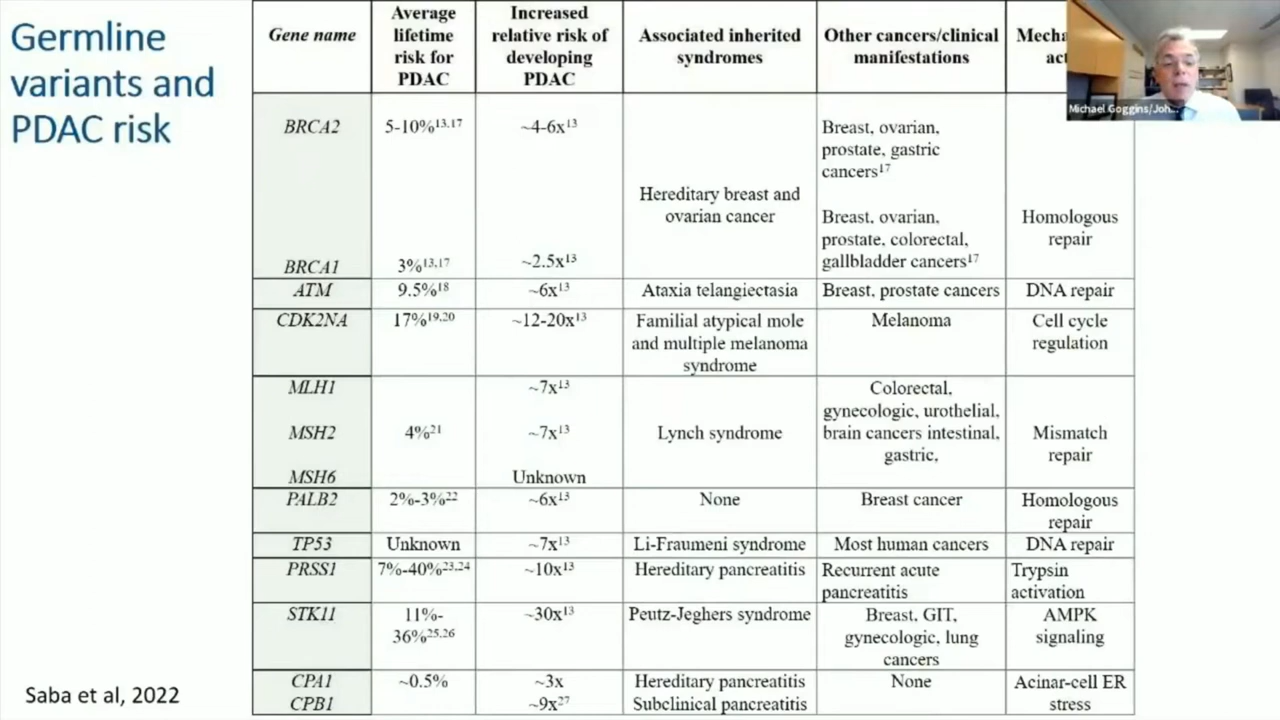 Germline
variants and
PDAC risk
Gene name
Average
lifetime
risk for
PDAC
Increased
relative risk of
developing
PDAC
Associated inherited
syndromes
Other cancers/clinical
manifestations
Michael Goggins/Joh...
BRCA2
5-10%13,17
~4-6x13
Breast, ovarian,
prostate, gastric
cancers17
Hereditary breast and
ovarian cancer
Homologous
repair
BRCA1
3%13,17
~2.5x13
Breast, ovarian,
prostate, colorectal,
gallbladder cancers17
ATM
9.5%18
~6x13
Ataxia telangiectasia
Breast, prostate cancers
DNA repair
CDK2NA
17%19,20
~12-20x13
Familial atypical mole
and multiple melanoma
syndrome
Melanoma
Cell cycle
regulation
MLH1
~7x13
Colorectal,
gynecologic, urothelial,
brain cancers intestinal,
gastric,
MSH2
4%21
~7x13
Lynch syndrome
Mismatch
repair
MSH6
Unknown
PALB2
2%-3%22
~6x13
None
Breast cancer
Homologous
repair
TP53
Unknown
~7x13
Li-Fraumeni syndrome
Most human cancers
DNA repair
PRSS1
7%-40%23,24
~10x13
Hereditary pancreatitis
Recurrent acute
pancreatitis
Trypsin
activation
STK11
11%-
36%25,26
~30x13
Peutz-Jeghers syndrome
Breast, GIT,
gynecologic, lung
cancers
AMPK
signaling
CPA1
~0.5%
~3x
Hereditary pancreatitis
None
Acinar-cell ER
stress
CPB1
~9x27
Subclinical pancreatitis
Saba et al, 2022